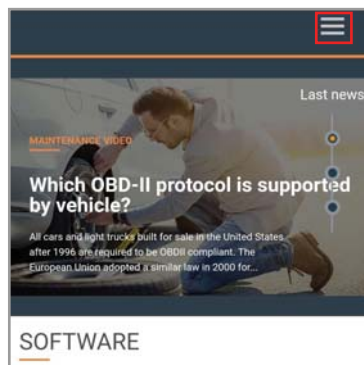 Last news
MAINTENANCE VIDEO
Which OBD-II protocol is supported
by vehicle?
All cars and light trucks built for sale in the United States
after 1996 are required to be OBDII compliant. The
European Union adopted a similar law in 2000 for...
SOFTWARE